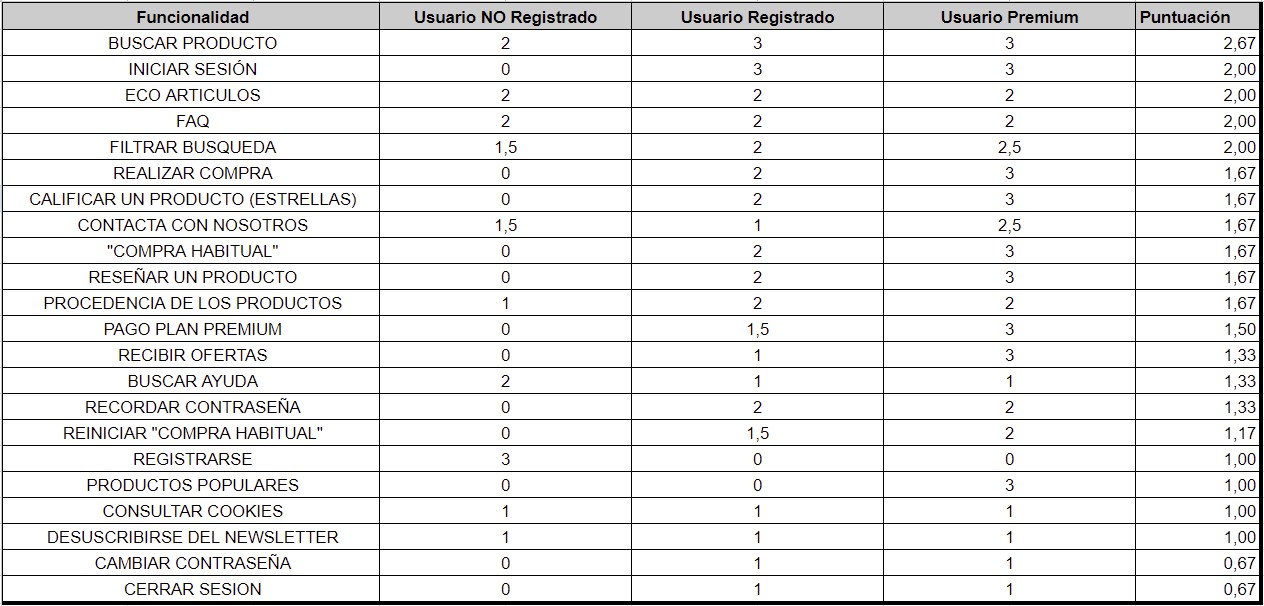 Funcionalidad Usuario NO Registrado Usuario Registrado Usuario Premium Puntuación
BUSCAR PRODUCTO 2 3 3 2,67
INICIAR SESIÓN 0 3 3 2,00
ECO ARTICULOS 2 2 2 2,00
FAQ 2 2 2 2,00
FILTRAR BUSQUEDA 1,5 2 2,5 2,00
REALIZAR COMPRA 0 2 3 1,67
CALIFICAR UN PRODUCTO (ESTRELLAS) 0 2 3 1,67
CONTACTA CON NOSOTROS 1,5 1 2,5 1,67
"COMPRA HABITUAL" 0 2 3 1,67
RESEÑAR UN PRODUCTO 0 2 3 1,67
PROCEDENCIA DE LOS PRODUCTOS 1 2 2 1,67
PAGO PLAN PREMIUM 0 1,5 3 1,50
RECIBIR OFERTAS 0 1 3 1,33
BUSCAR AYUDA 2 1 1 1,33
RECORDAR CONTRASEÑA 0 2 2 1,33
REINICIAR "COMPRA HABITUAL" 0 1,5 2 1,17
REGISTRARSE 3 0 0 1,00
PRODUCTOS POPULARES 0 0 3 1,00
CONSULTAR COOKIES 1 1 1 1,00
DESUSCRIBIRSE DEL NEWSLETTER 1 1 1 1,00
CAMBIAR CONTRASEÑA 0 1 1 0,67
CERRAR SESION 0 1 1 0,67